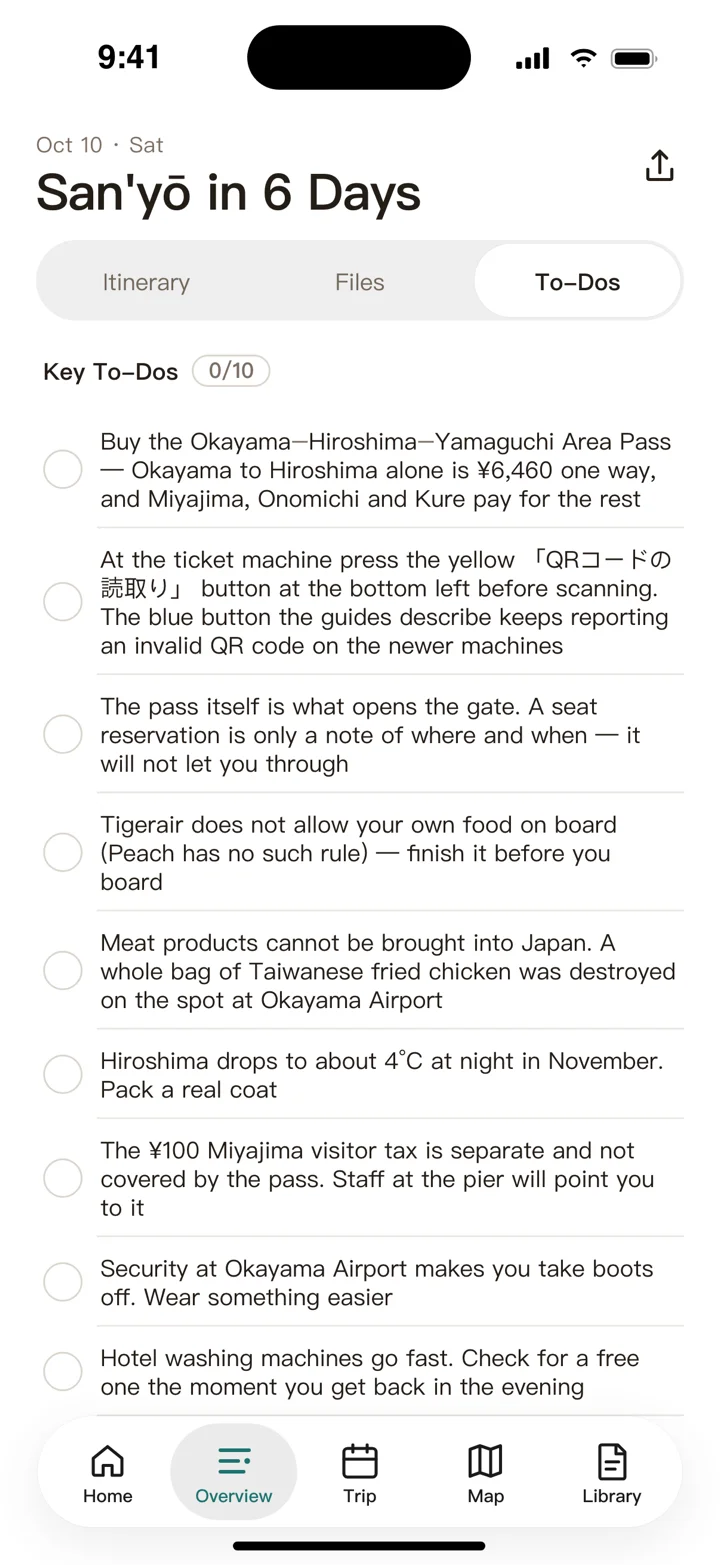 9:41
Oct 10 · Sat
San'yō in 6 Days
Itinerary
Files
To-Dos
Key To-Dos
0/10
Buy the Okayama–Hiroshima–Yamaguchi Area Pass
— Okayama to Hiroshima alone is ¥6,460 one way,
and Miyajima, Onomichi and Kure pay for the rest
At the ticket machine press the yellow 「QRコードの
読取り」 button at the bottom left before scanning.
The blue button the guides describe keeps reporting
an invalid QR code on the newer machines
The pass itself is what opens the gate. A seat
reservation is only a note of where and when — it
will not let you through
Tigerair does not allow your own food on board
(Peach has no such rule) — finish it before you
board
Meat products cannot be brought into Japan. A
whole bag of Taiwanese fried chicken was destroyed
on the spot at Okayama Airport
Hiroshima drops to about 4°C at night in November.
Pack a real coat
The ¥100 Miyajima visitor tax is separate and not
covered by the pass. Staff at the pier will point you
to it
Security at Okayama Airport makes you take boots
off. Wear something easier
Hotel washing machines go fast. Check for a free
one the moment you get back in the evening
Home
Overview
Trip
Map
Library